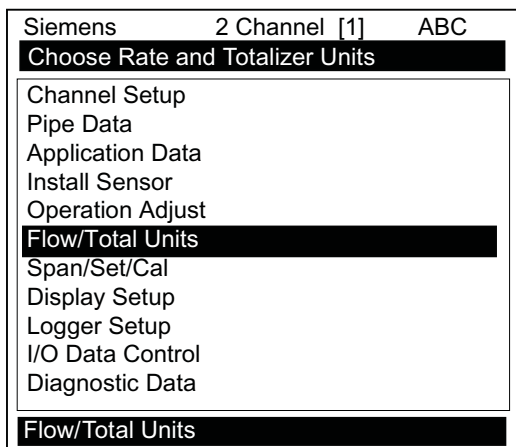 Siemens 2 Channel [1] ABC
Choose Rate and Totalizer Units
Channel Setup
Pipe Data
Application Data
Install Sensor
Operation Adjust
Flow/Total Units
Span/Set/Cal
Display Setup
Logger Setup
I/O Data Control
Diagnostic Data
Flow/Total Units